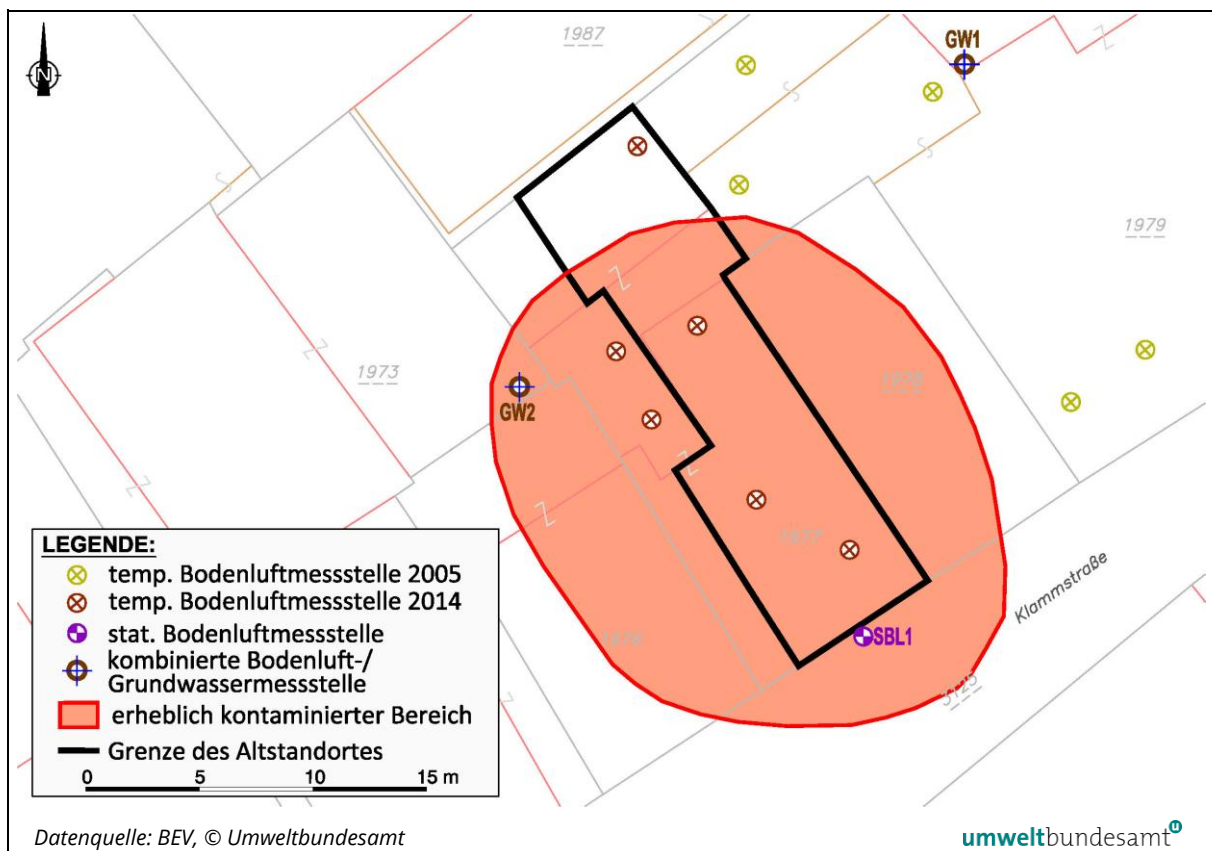 1987
GW1
Z
S
N
S
S
1979
Z
Z
1973
1978
GW2
Z
Z
Z
LEGENDE:
temp. Bodenluftmessstelle 2005
temp. Bodenluftmessstelle 2014
stat. Bodenluftmessstelle
kombinierte Bodenluft-/
Grundwassermessstelle
erheblich kontaminierter Bereich
Grenze des Altstandortes
0 5 10 15 m
1977
Klammstraße
1976
SBL1
3125
Z
Datenquelle: BEV, © Umweltbundesamt
umweltbundesamt u